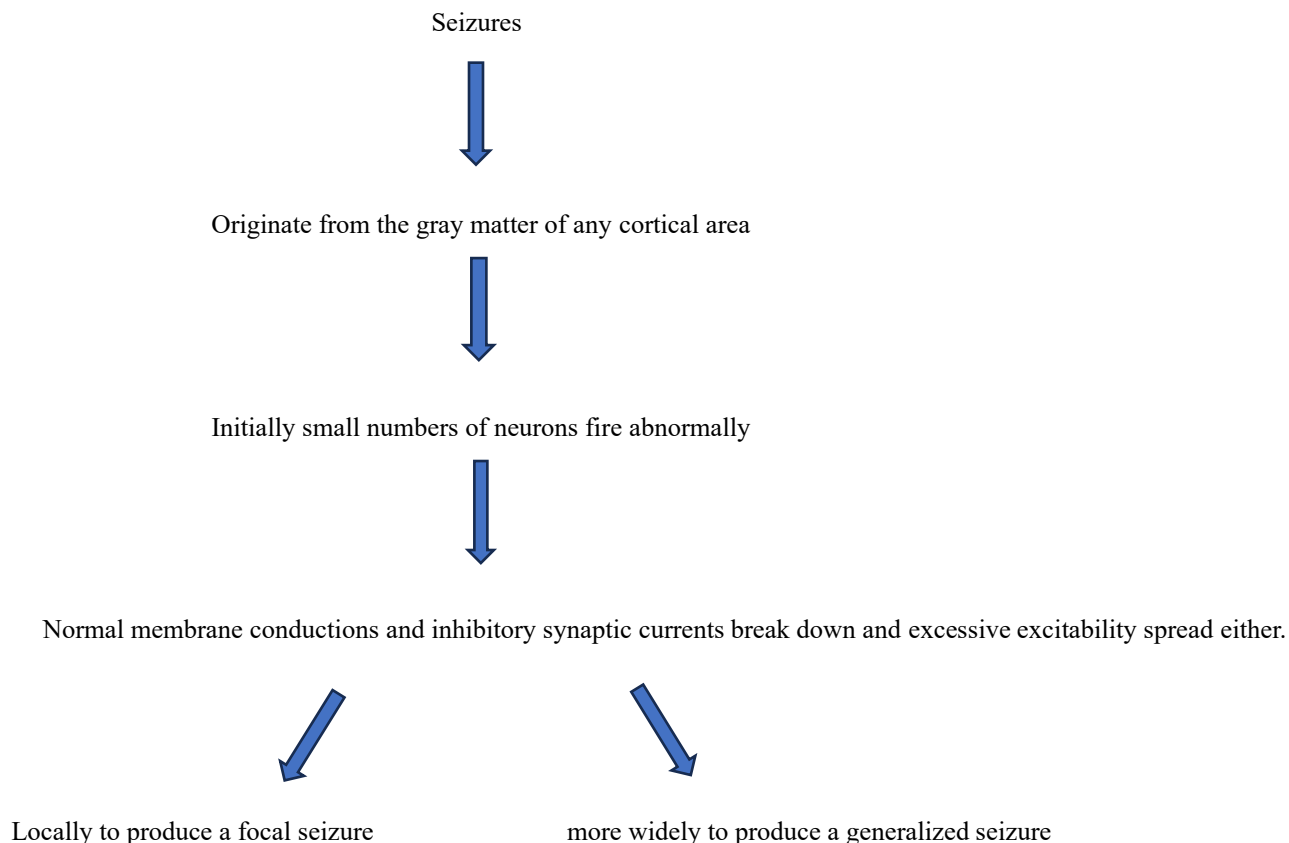 Seizures
Originate from the gray matter of any cortical area
Initially small numbers of neurons fire abnormally
Normal membrane conductions and inhibitory synaptic currents break down and excessive excitability spread either.
Locally to produce a focal seizure
more widely to produce a generalized seizure